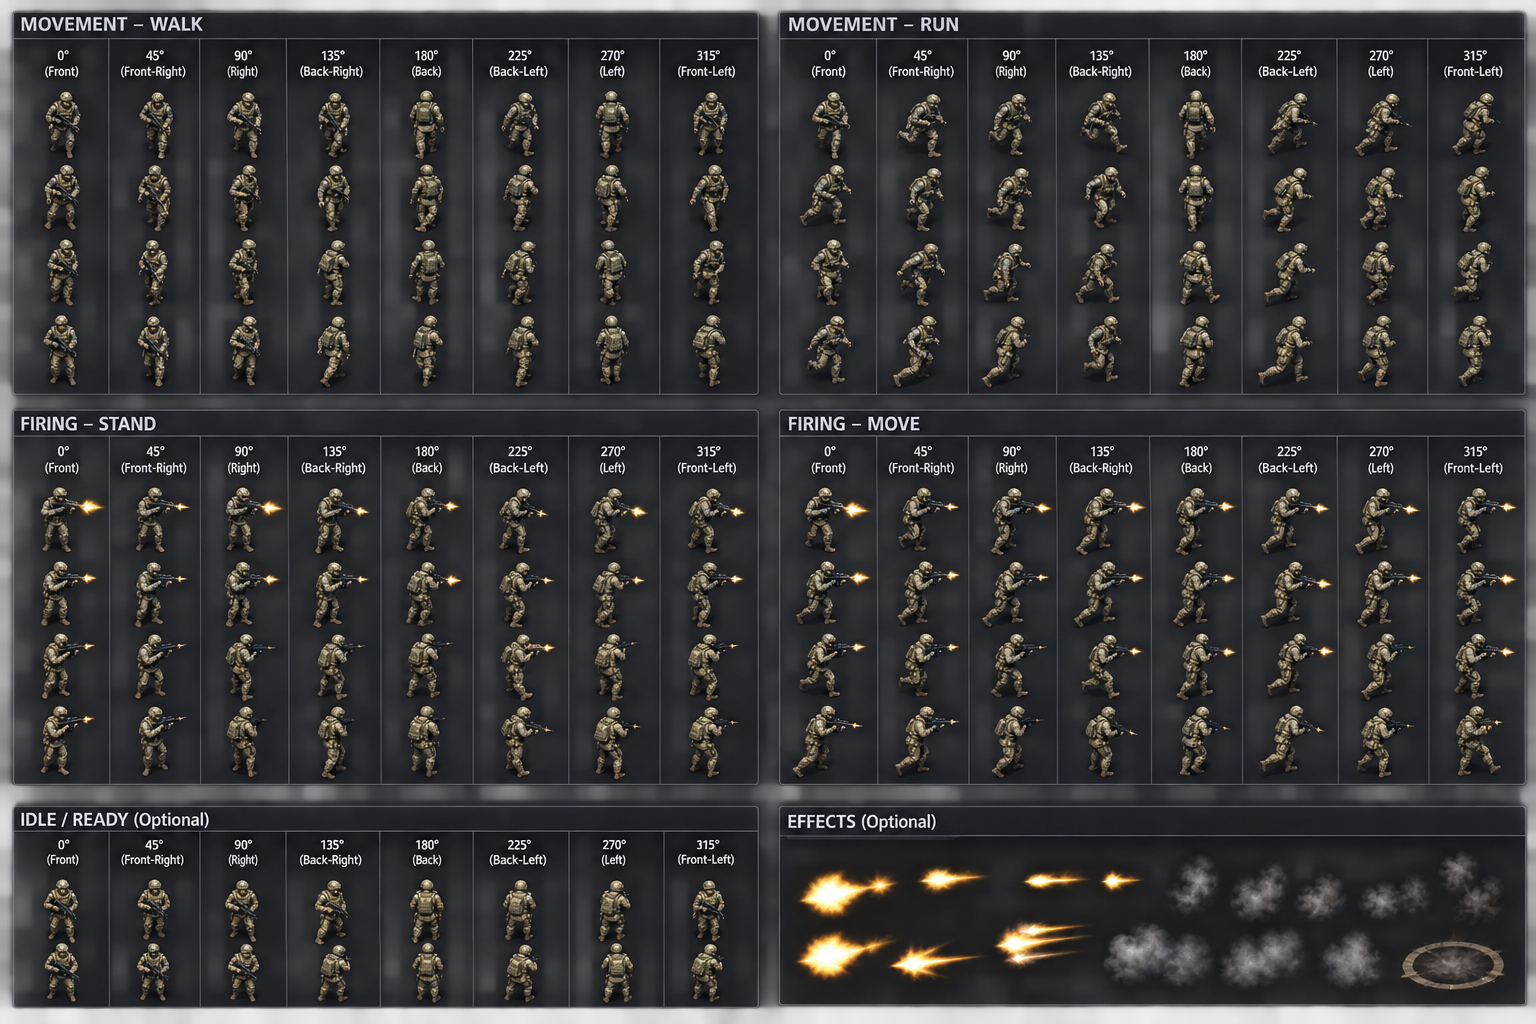 MOVEMENT – WALK
0° 45° 90° 135° 180° 225° 270° 315°
(Front) (Front-Right) (Right) (Back-Right) (Back) (Back-Left) (Left) (Front-Left)
MOVEMENT – RUN
0° 45° 90° 135° 180° 225° 270° 315°
(Front) (Front-Right) (Right) (Back-Right) (Back) (Back-Left) (Left) (Front-Left)
FIRING – STAND
0° 45° 90° 135° 180° 225° 270° 315°
(Front) (Front-Right) (Right) (Back-Right) (Back) (Back-Left) (Left) (Front-Left)
FIRING – MOVE
0° 45° 90° 135° 180° 225° 270° 315°
(Front) (Front-Right) (Right) (Back-Right) (Back) (Back-Left) (Left) (Front-Left)
IDLE / READY (Optional)
0° 45° 90° 135° 180° 225° 270° 315°
(Front) (Front-Right) (Right) (Back-Right) (Back) (Back-Left) (Left) (Front-Left)
EFFECTS (Optional)